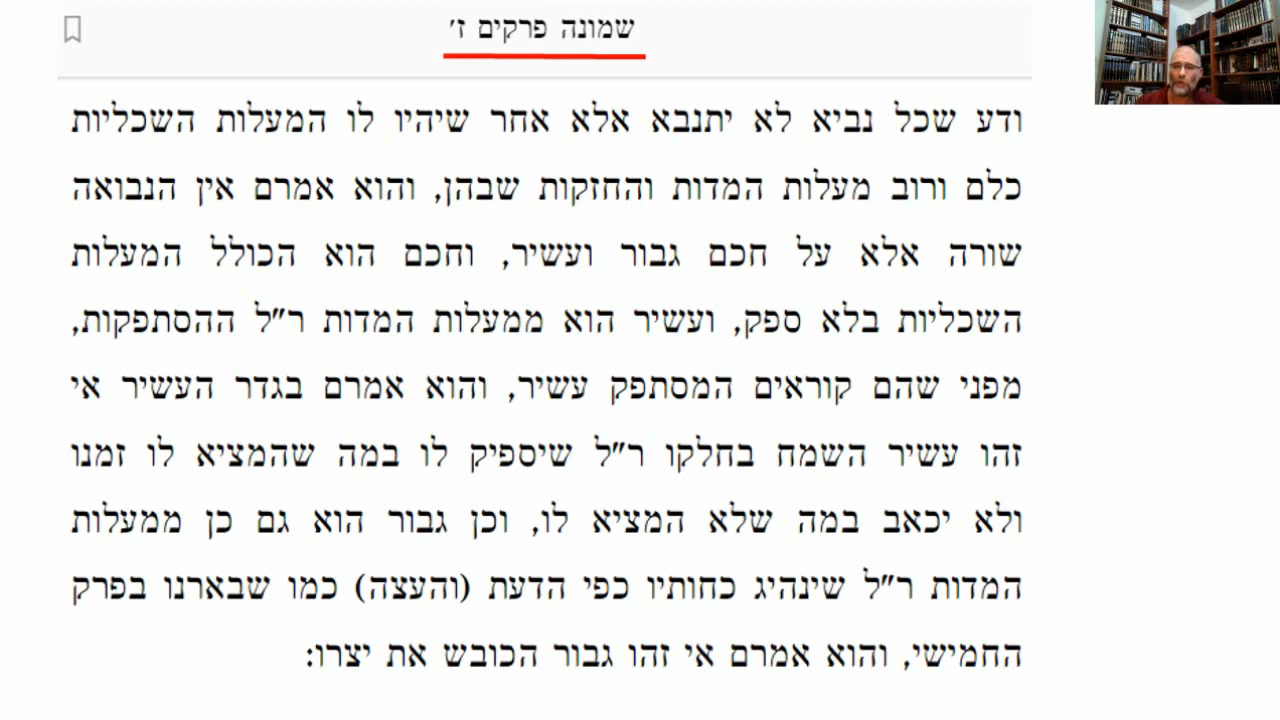 שמונה פרקים ז׳
ודע שכל נביא לא יתנבא אלא אחר שיהיו לו המעלות השכליות
כלם ורוב מעלות המדות והחזקות שבהן, והוא אמרם אין הנבואה
שורה אלא על חכם גבור ועשיר, וחכם הוא הכולל המעלות
השכליות בלא ספק, ועשיר הוא ממעלות המדות ר״ל ההסתפקות,
מפני שהם קוראים המסתפק עשיר, והוא אמרם בגדר העשיר אי
זהו עשיר השמח בחלקו ר״ל שיספיק לו במה שהמציא לו זמנו
ולא יכאב במה שלא המציא לו, וכן גבור הוא גם כן ממעלות
המדות ר״ל שינהיג כחותיו כפי הדעת (והעצה) כמו שבארנו בפרק
החמישי, והוא אמרם אי זהו גבור הכובש את יצרו: